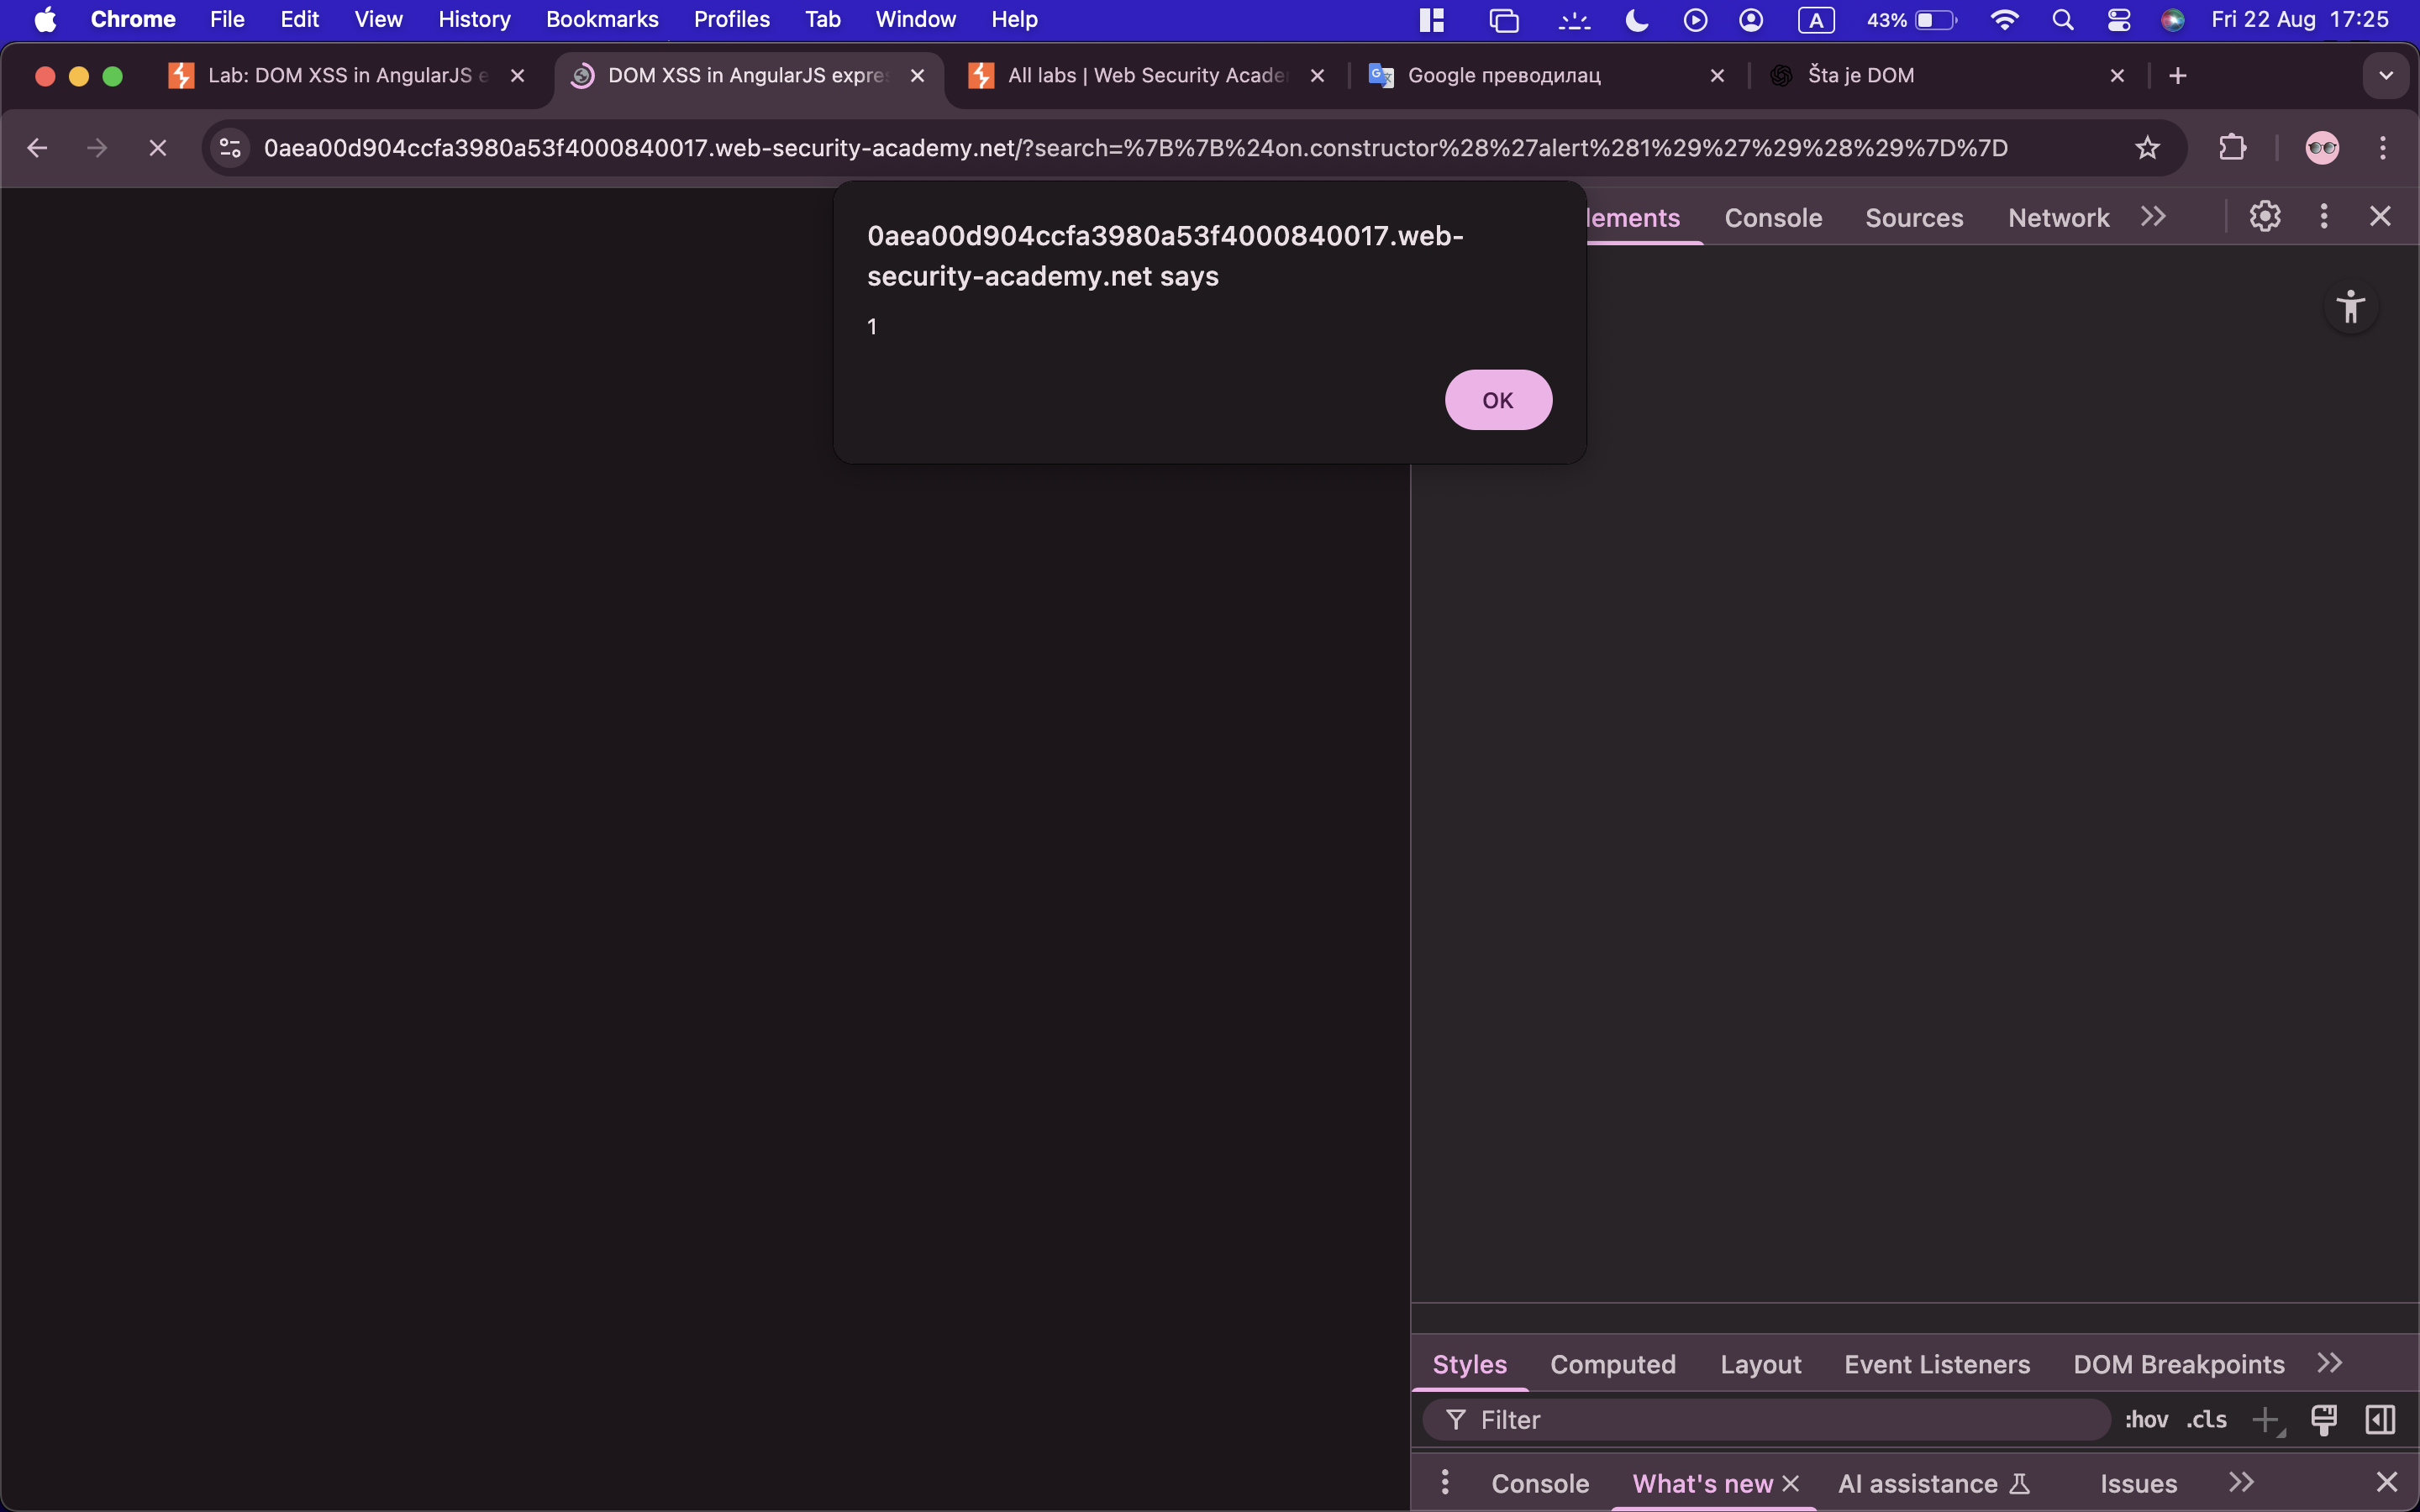 Chrome File Edit View History Bookmarks Profiles Tab Window Help A 43% Fri 22 Aug 17:25
Lab: DOM XSS in AngularJS e DOM XSS in AngularJS expre All labs | Web Security Acade Google преводилац Šta je DOM
0aea00d904ccfa3980a53f4000840017.web-security-academy.net/?search=%7B%7B%24on.constructor%28%27alert%281%29%27%29%28%29%7D%7D
0aea00d904ccfa3980a53f4000840017.web-
security-academy.net says
1
OK
lements Console Sources Network
Styles Computed Layout Event Listeners DOM Breakpoints
Filter :hov .cls
Console What's new AI assistance Issues